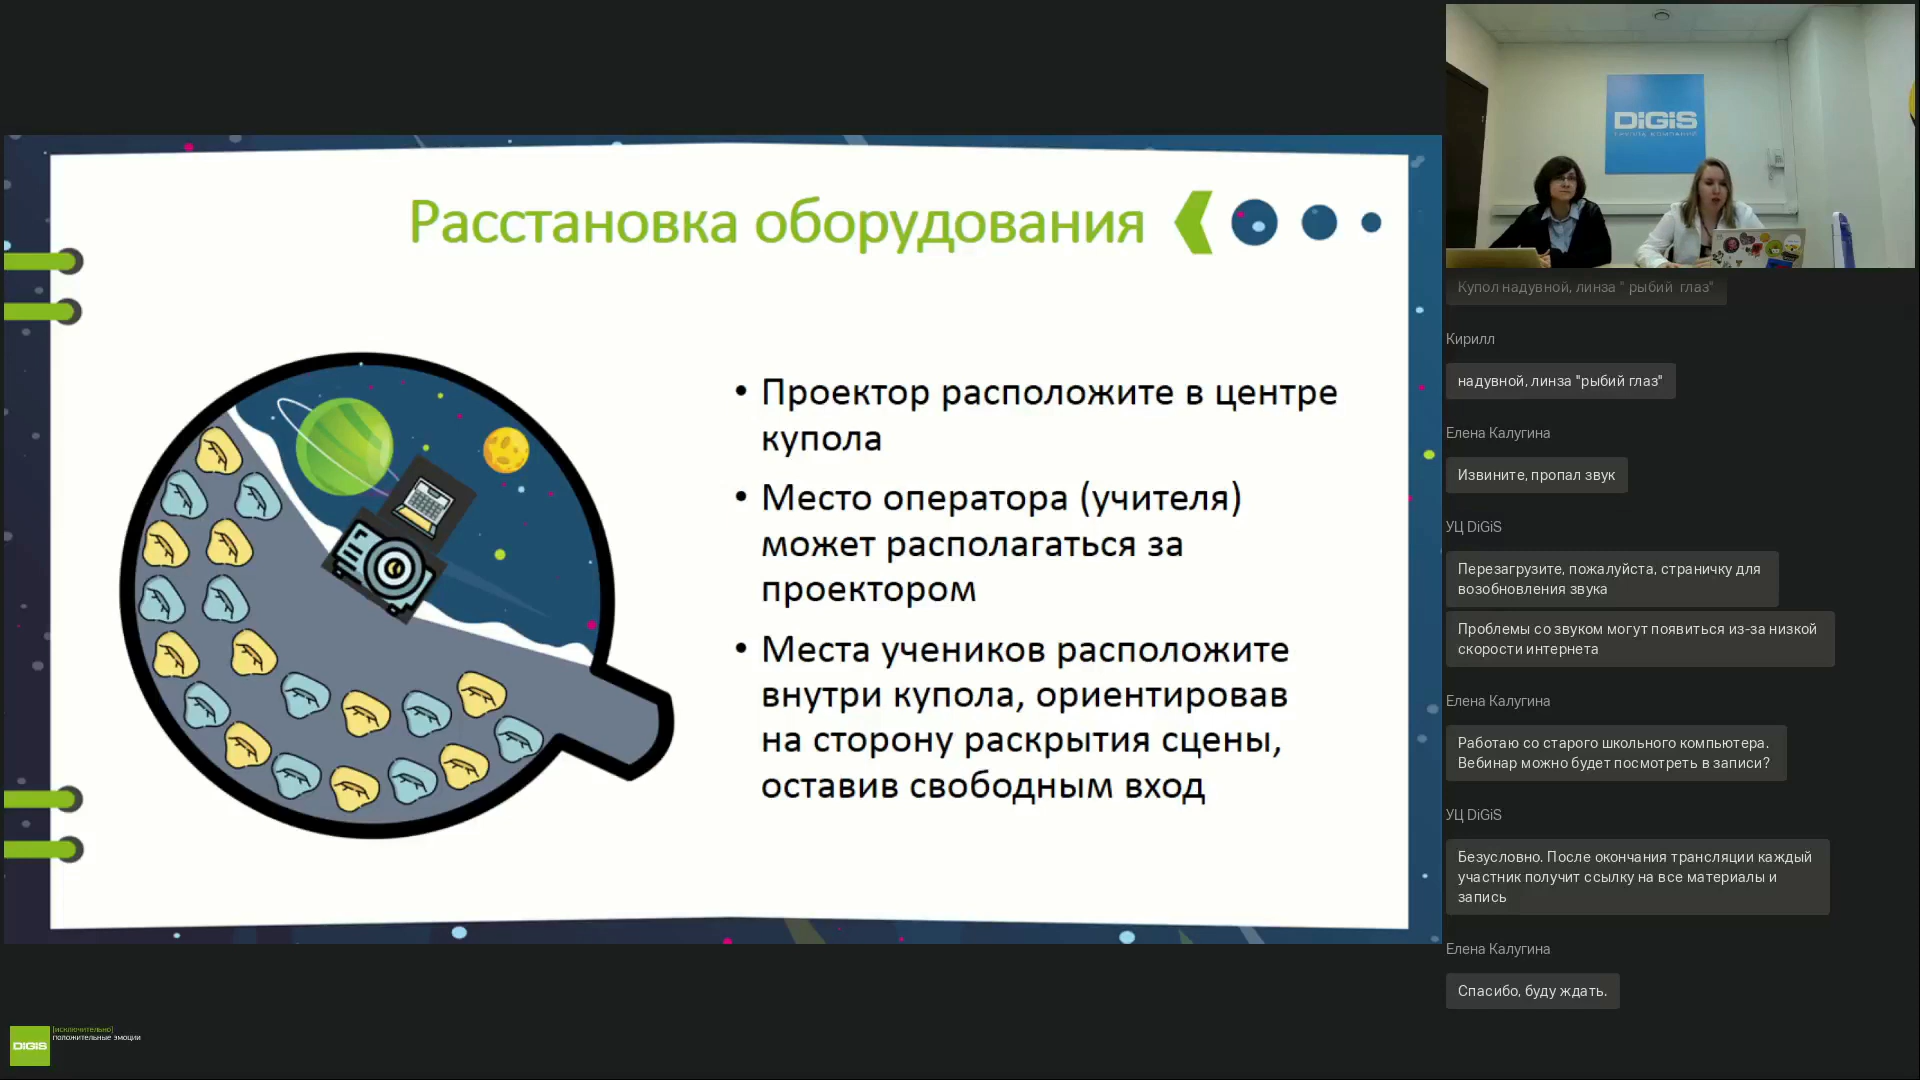 Расстановка оборудования
• Проектор расположите в центре
купола
• Место оператора (учителя)
может располагаться за
проектором
• Места учеников расположите
внутри купола, ориентировав
на сторону раскрытия сцены,
оставив свободным вход
DiGiS
ГРУППА КОМПАНИЙ
Купол надувной, линза " рыбий глаз"
Кирилл
надувной, линза "рыбий глаз"
Елена Калугина
Извините, пропал звук
УЦ DiGiS
Перезагрузите, пожалуйста, страничку для
возобновления звука
Проблемы со звуком могут появиться из-за низкой
скорости интернета
Елена Калугина
Работаю со старого школьного компьютера.
Вебинар можно будет посмотреть в записи?
УЦ DiGiS
Безусловно. После окончания трансляции каждый
участник получит ссылку на все материалы и
запись
Елена Калугина
Спасибо, буду ждать.
DiGiS
[исключительно]
положительные эмоции